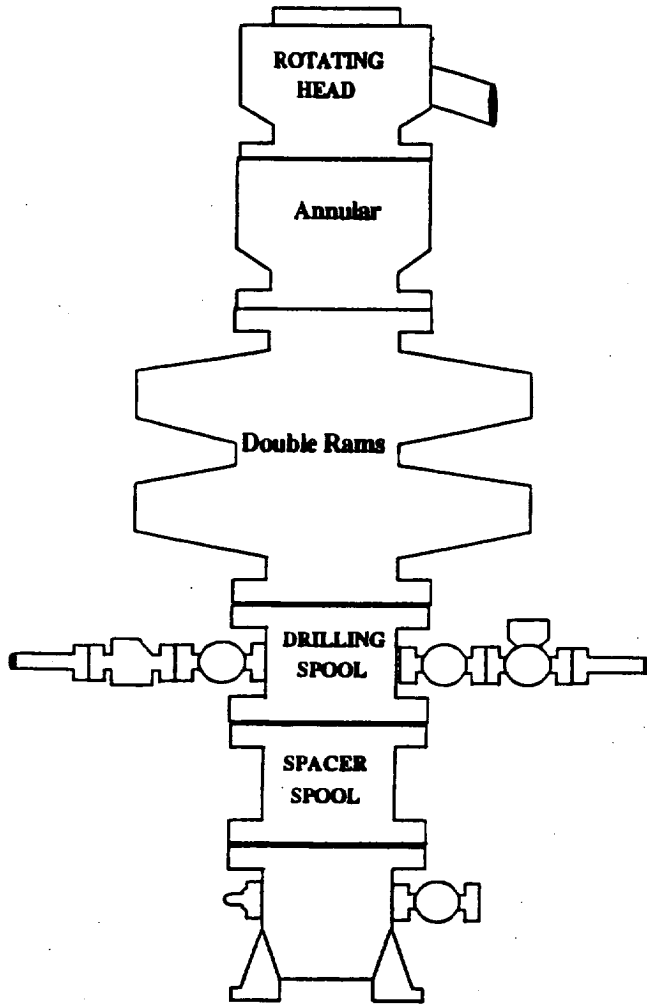 ROTATING
HEAD
Annular
Double Rams
DRILLING
SPOOL
SPACER
SPOOL